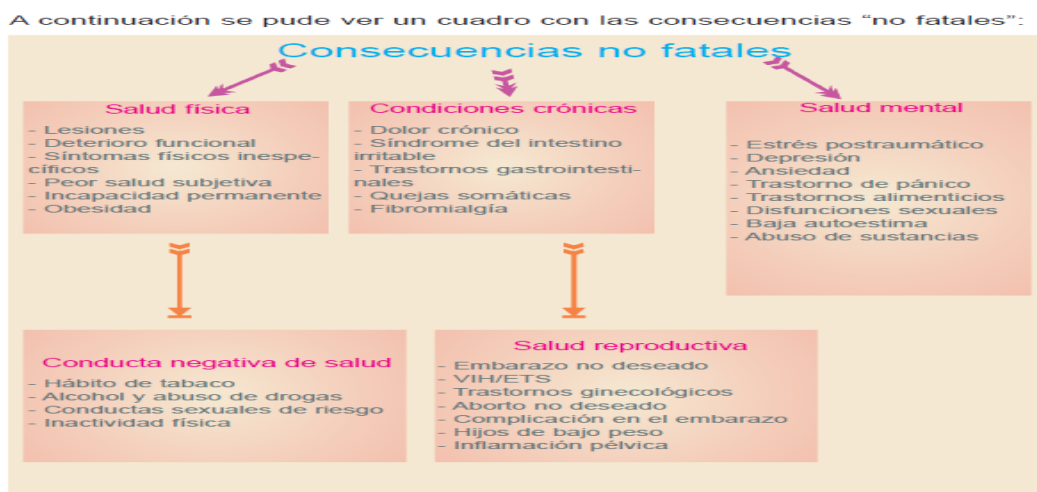 A continuación se pude ver un cuadro con las consecuencias “no fatales”:
Consecuencias no fatales
Salud física
- Lesiones
- Deterioro funcional
- Síntomas físicos inespe-
cíficos
- Peor salud subjetiva
- Incapacidad permanente
- Obesidad
Condiciones crónicas
- Dolor crónico
- Síndrome del intestino
irritable
- Trastornos gastrointesti-
nales
- Quejas somáticas
- Fibromialgía
Salud mental
- Estrés postraumático
- Depresión
- Ansiedad
- Trastorno de pánico
- Trastornos alimenticios
- Disfunciones sexuales
- Baja autoestima
- Abuso de sustancias
Conducta negativa de salud
- Hábito de tabaco
- Alcohol y abuso de drogas
- Conductas sexuales de riesgo
- Inactividad física
Salud reproductiva
- Embarazo no deseado
- VIH/ETS
- Trastornos ginecológicos
- Aborto no deseado
- Complicación en el embarazo
- Hijos de bajo peso
- Inflamación pélvica